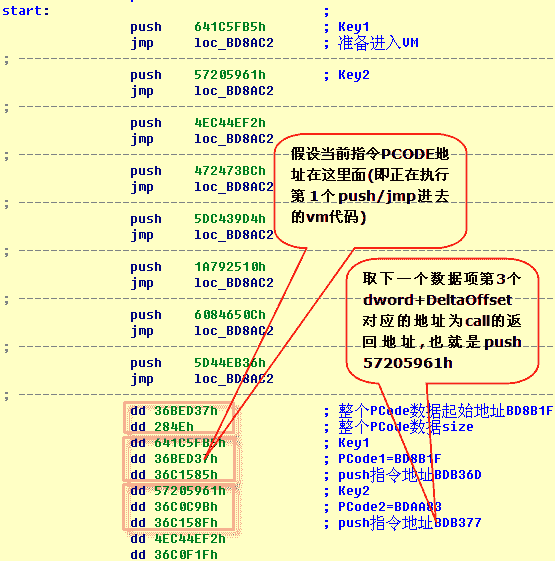 start: ;
push 641C5FB5h ; Key1
jmp loc_BD8AC2 ; 准备进入VM
; ---------------------------------------------------------------------------
push 57205961h ; Key2
jmp loc_BD8AC2
; ---------------------------------------------------------------------------
push 4EC44EF2h
jmp loc_BD8AC2
; ---------------------------------------------------------------------------
push 472473BCh
jmp loc_BD8AC2
; ---------------------------------------------------------------------------
push 5DC439D4h
jmp loc_BD8AC2
; ---------------------------------------------------------------------------
push 1A792510h
jmp loc_BD8AC2
; ---------------------------------------------------------------------------
push 6084650Ch
jmp loc_BD8AC2
; ---------------------------------------------------------------------------
push 5D44EB36h
jmp loc_BD8AC2
; ---------------------------------------------------------------------------
假设当前指令PCODE地
址在这里面(即正在执行
第1个push/jmp进去
的vm代码)
取下一个数据项第3个
dword+DeltaOffset
对应的地址为call的返
回地址,也就是push
57205961h
dd 36BED37h ; 整个PCode数据起始地址BD8B1F
dd 284Eh ; 整个PCode数据size
dd 641C5FB5h ; Key1
dd 36BED37h ; PCode1=BD8B1F
dd 36C1585h ; push指令地址BDB36D
dd 57205961h ; Key2
dd 36C0C9Bh ; PCode2=BDAA83
dd 36C158Fh ; push指令地址BDB377
dd 4EC44EF2h
dd 36C0F1Fh